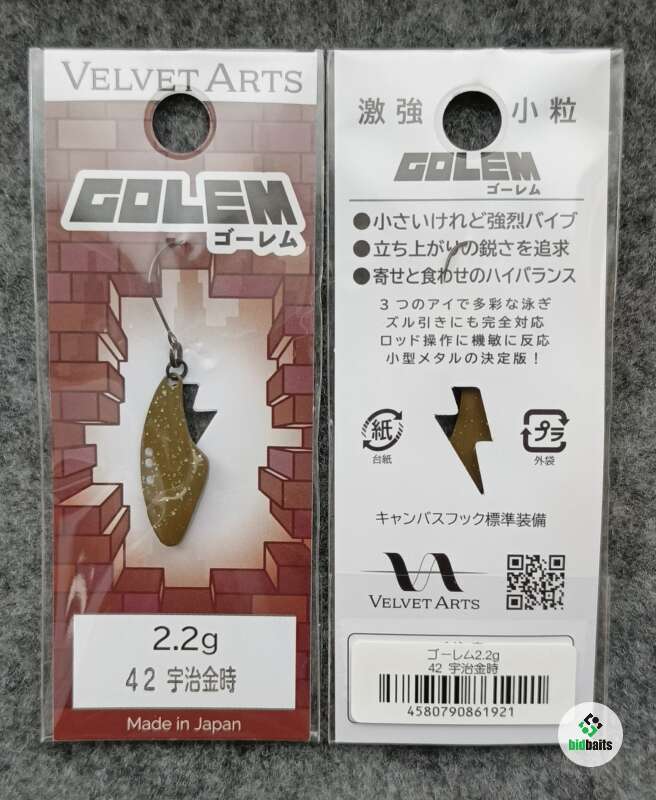 VELVET ARTS
GOLEM
ゴーレム
2.2g
42 宇治金時
Made in Japan
激強 小粒
GOLEM
ゴーレム
●小さいけれど強烈バイブ
●立ち上がりの鋭さを追求
●寄せと食わせのハイバランス
3つのアイで多彩な泳ぎ
ズル引きにも完全対応
ロッド操作に機敏に反応
小型メタルの決定版！
紙
台紙
プラ
外袋
キャンバスフック標準装備
VELVET ARTS
ゴーレム2.2g
42 宇治金時
4580790861921
bidbaits